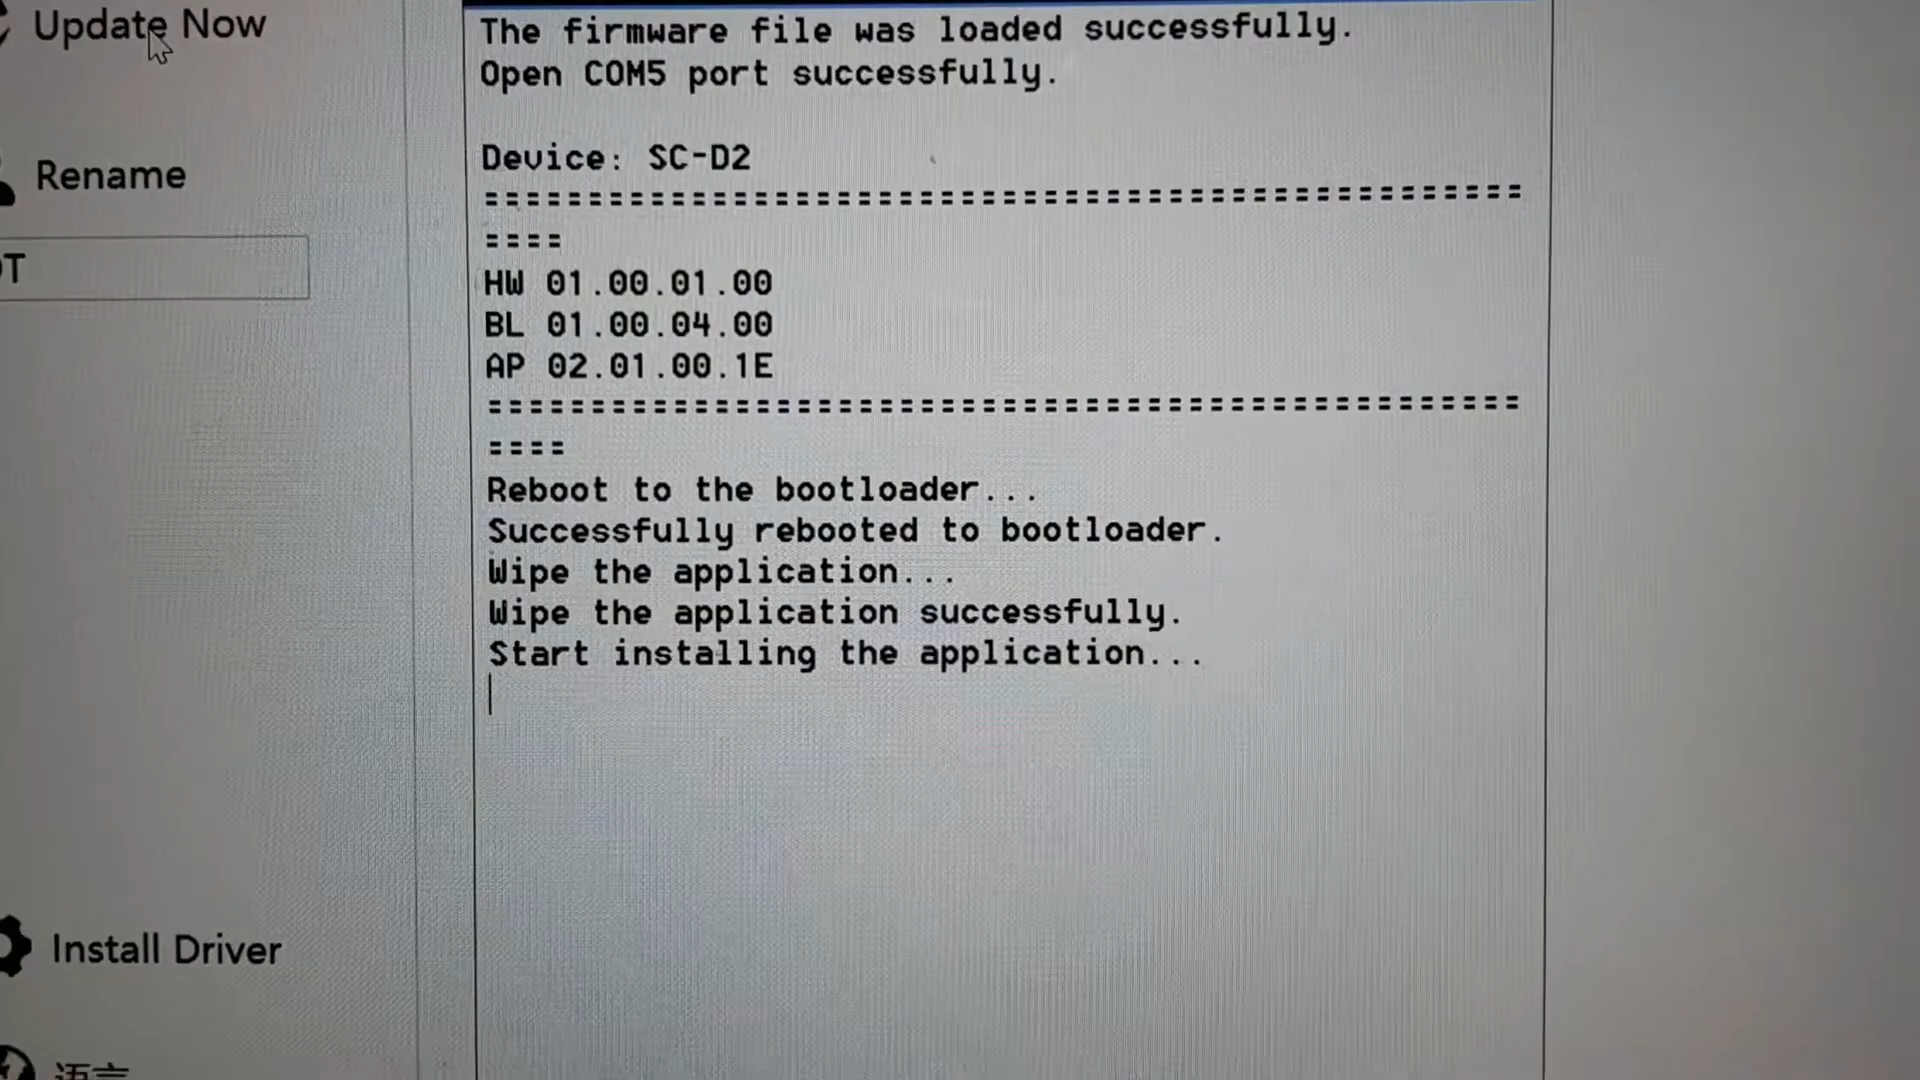 Update Now
Rename
The firmware file was loaded successfully.
Open COM5 port successfully.
Device: SC-D2
==================================================
====
HW 01.00.01.00
BL 01.00.04.00
AP 02.01.00.1E
==================================================
====
Reboot to the bootloader...
Successfully rebooted to bootloader.
Wipe the application...
Wipe the application successfully.
Start installing the application...
Install Driver
语言